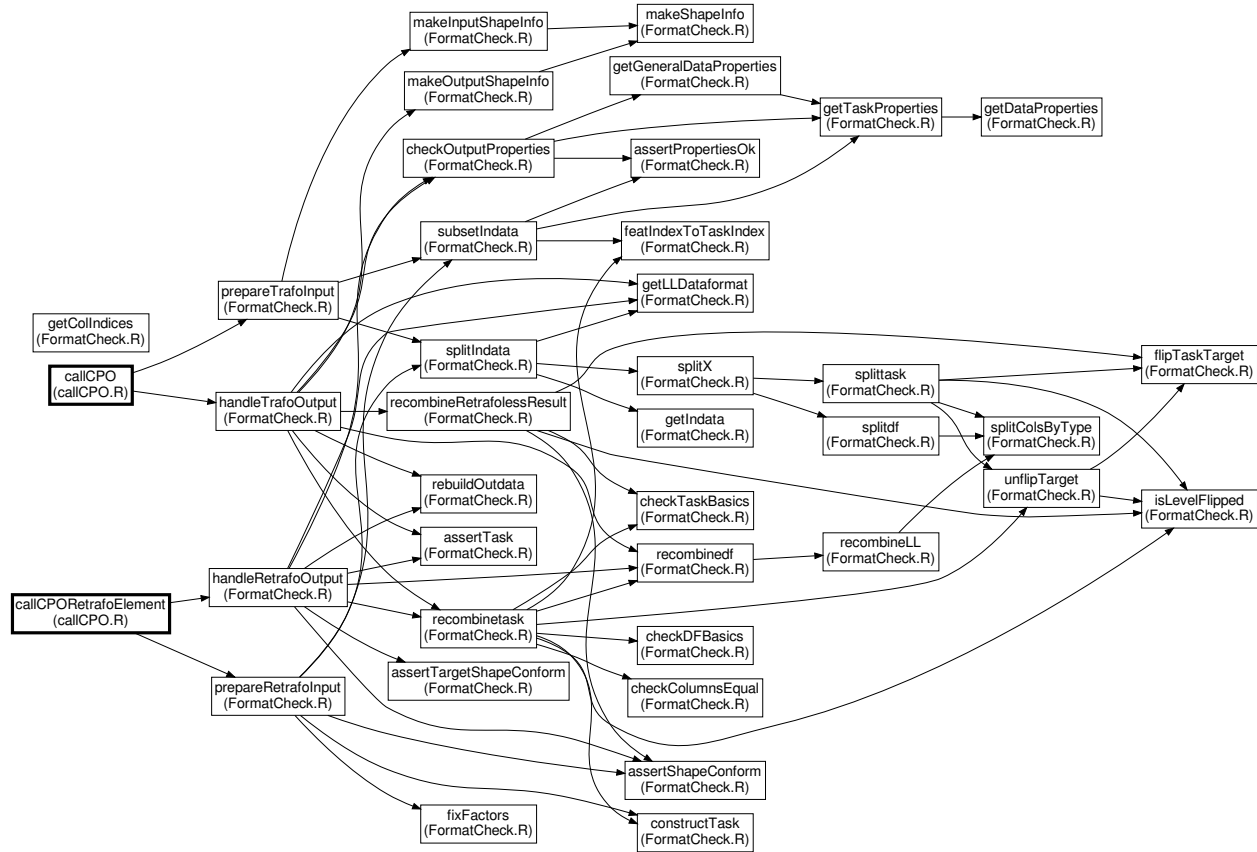 makeInputShapeInfo
(FormatCheck.R)
makeShapeInfo
(FormatCheck.R)
makeOutputShapeInfo
(FormatCheck.R)
getGeneralDataProperties
(FormatCheck.R)
getTaskProperties
(FormatCheck.R)
getDataProperties
(FormatCheck.R)
checkOutputProperties
(FormatCheck.R)
assertPropertiesOk
(FormatCheck.R)
subsetIndata
(FormatCheck.R)
featIndexToTaskIndex
(FormatCheck.R)
prepareTrafoInput
(FormatCheck.R)
getLLDataformat
(FormatCheck.R)
getColIndices
(FormatCheck.R)
splitIndata
(FormatCheck.R)
flipTaskTarget
(FormatCheck.R)
callCPO
(callCPO.R)
splitX
(FormatCheck.R)
splittask
(FormatCheck.R)
handleTrafoOutput
(FormatCheck.R)
recombineRetrafolessResult
(FormatCheck.R)
getIndata
(FormatCheck.R)
splitdf
(FormatCheck.R)
splitColsByType
(FormatCheck.R)
rebuildOutdata
(FormatCheck.R)
unflipTarget
(FormatCheck.R)
checkTaskBasics
(FormatCheck.R)
isLevelFlipped
(FormatCheck.R)
assertTask
(FormatCheck.R)
recombinedf
(FormatCheck.R)
recombineLL
(FormatCheck.R)
handleRetrafoOutput
(FormatCheck.R)
callCPORetrafoElement
(callCPO.R)
recombinetask
(FormatCheck.R)
checkDFBasics
(FormatCheck.R)
assertTargetShapeConform
(FormatCheck.R)
prepareRetrafoInput
(FormatCheck.R)
checkColumnsEqual
(FormatCheck.R)
assertShapeConform
(FormatCheck.R)
fixFactors
(FormatCheck.R)
constructTask
(FormatCheck.R)